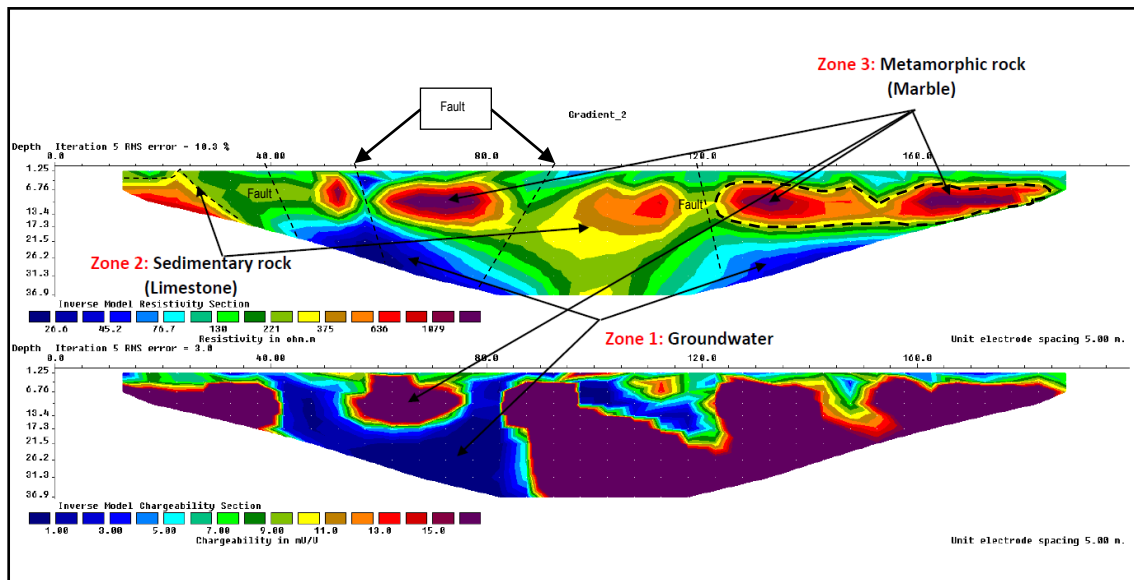 Zone 3: Metamorphic rock
(Marble)
Fault
Gradient_2
Depth Iteration 5 RMS error = 10.3 %
0.0 40.0 80.0 120.0 160.0
1.25
6.76
13.4
21.5
26.2
31.3
36.9
Fault
Fault
Zone 2: Sedimentary rock
(Limestone)
Inverse Model Resistivity Section
26.6 45.2 76.7 130 221 375 636 1079
Resistivity in ohm.m
Unit electrode spacing 5.00 m.
Zone 1: Groundwater
Depth Iteration 5 RMS error = 3.0
0.0 40.0 80.0 120.0 160.0
1.25
6.76
13.4
17.2
21.5
26.2
31.3
36.9
Inverse Model Chargeability Section
1.00 3.00 5.00 7.00 9.00 11.0 13.0 15.0
Chargeability in mV/V
Unit electrode spacing 5.00 m.